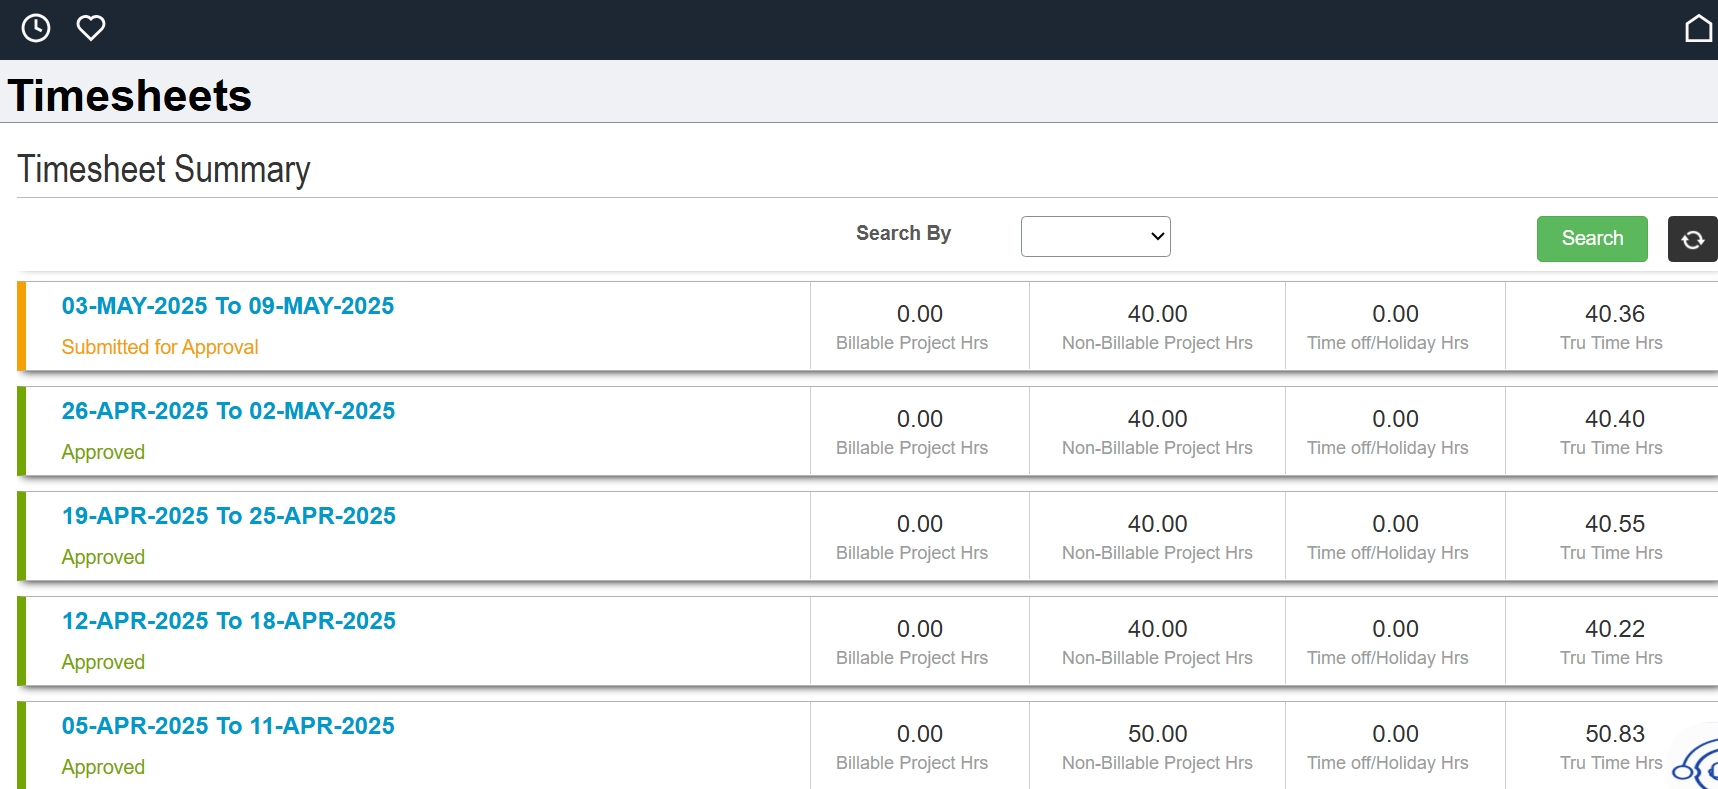 Timesheets
Timesheet Summary
Search By
Search
03-MAY-2025 To 09-MAY-2025
Submitted for Approval
0.00
Billable Project Hrs
40.00
Non-Billable Project Hrs
0.00
Time off/Holiday Hrs
40.36
Tru Time Hrs
26-APR-2025 To 02-MAY-2025
Approved
0.00
Billable Project Hrs
40.00
Non-Billable Project Hrs
0.00
Time off/Holiday Hrs
40.40
Tru Time Hrs
19-APR-2025 To 25-APR-2025
Approved
0.00
Billable Project Hrs
40.00
Non-Billable Project Hrs
0.00
Time off/Holiday Hrs
40.55
Tru Time Hrs
12-APR-2025 To 18-APR-2025
Approved
0.00
Billable Project Hrs
40.00
Non-Billable Project Hrs
0.00
Time off/Holiday Hrs
40.22
Tru Time Hrs
05-APR-2025 To 11-APR-2025
Approved
0.00
Billable Project Hrs
50.00
Non-Billable Project Hrs
0.00
Time off/Holiday Hrs
50.83
Tru Time Hrs